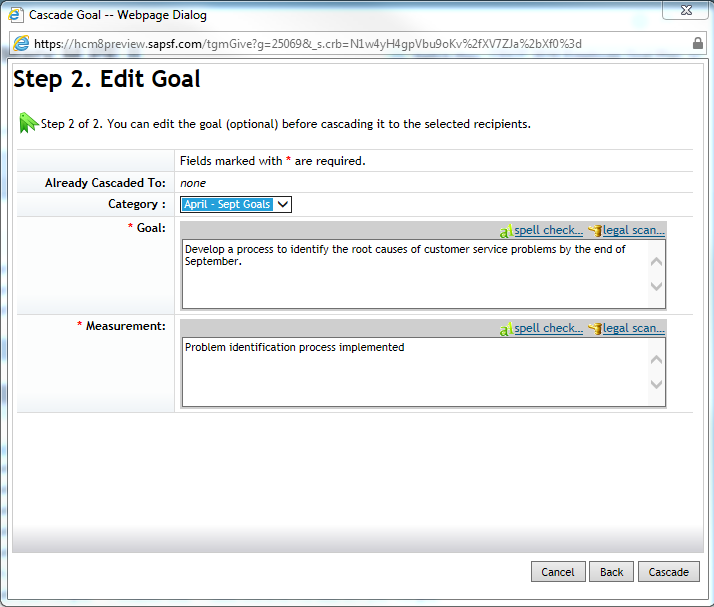 Cascade Goal -- Webpage Dialog
https://hcm8preview.sapsf.com/tgmGive?g=25069&_s.crb=N1w4yH4gpVbu9oKv%2fXV7ZJa%2bXf0%3d
Step 2. Edit Goal
Step 2 of 2. You can edit the goal (optional) before cascading it to the selected recipients.
Fields marked with * are required.
Already Cascaded To: none
Category : April - Sept Goals
* Goal: spell check... legal scan...
Develop a process to identify the root causes of customer service problems by the end of
September.
* Measurement: spell check... legal scan...
Problem identification process implemented
Cancel Back Cascade